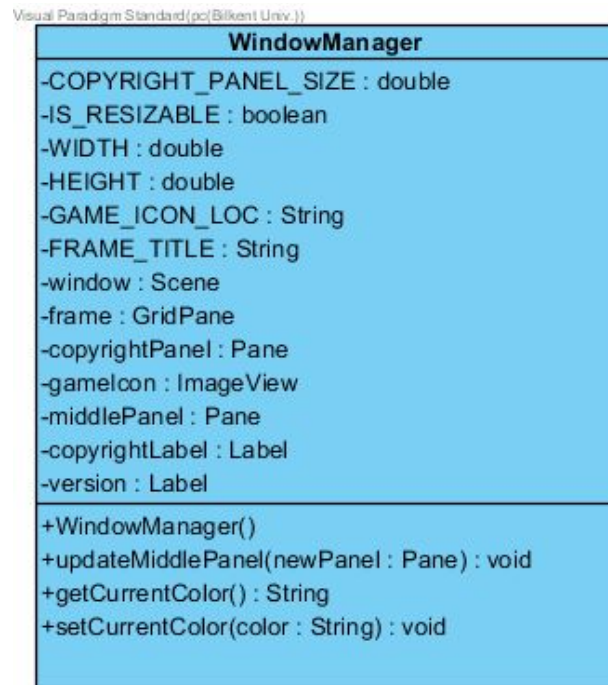 Visual Paradigm Standard(pc(Bilkent Univ.))
WindowManager
-COPYRIGHT_PANEL_SIZE : double
-IS_RESIZABLE : boolean
-WIDTH : double
-HEIGHT : double
-GAME_ICON_LOC : String
-FRAME_TITLE : String
-window : Scene
-frame : GridPane
-copyrightPanel : Pane
-gameIcon : ImageView
-middlePanel : Pane
-copyrightLabel : Label
-version : Label
+WindowManager()
+updateMiddlePanel(newPanel : Pane) : void
+getCurrentColor() : String
+setCurrentColor(color : String) : void